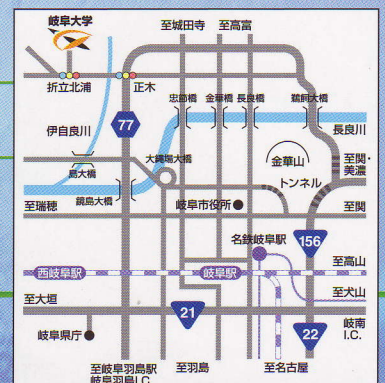 岐阜大学
至城田寺 至高富
折立北浦 正木
忠節橋 金華橋 長良橋 鵜飼大橋
伊自良川 77 長良川
大縄場大橋 金華山
島大橋 至関・
美濃
トンネル
至瑞穂 鏡島大橋 岐阜市役所 至関
名鉄岐阜駅 156
西岐阜駅 岐阜駅 至高山
至犬山
至大垣 21
岐阜県庁 22 岐南
I.C.
至岐阜羽島駅 至羽島 至名古屋
岐阜羽島I.C.